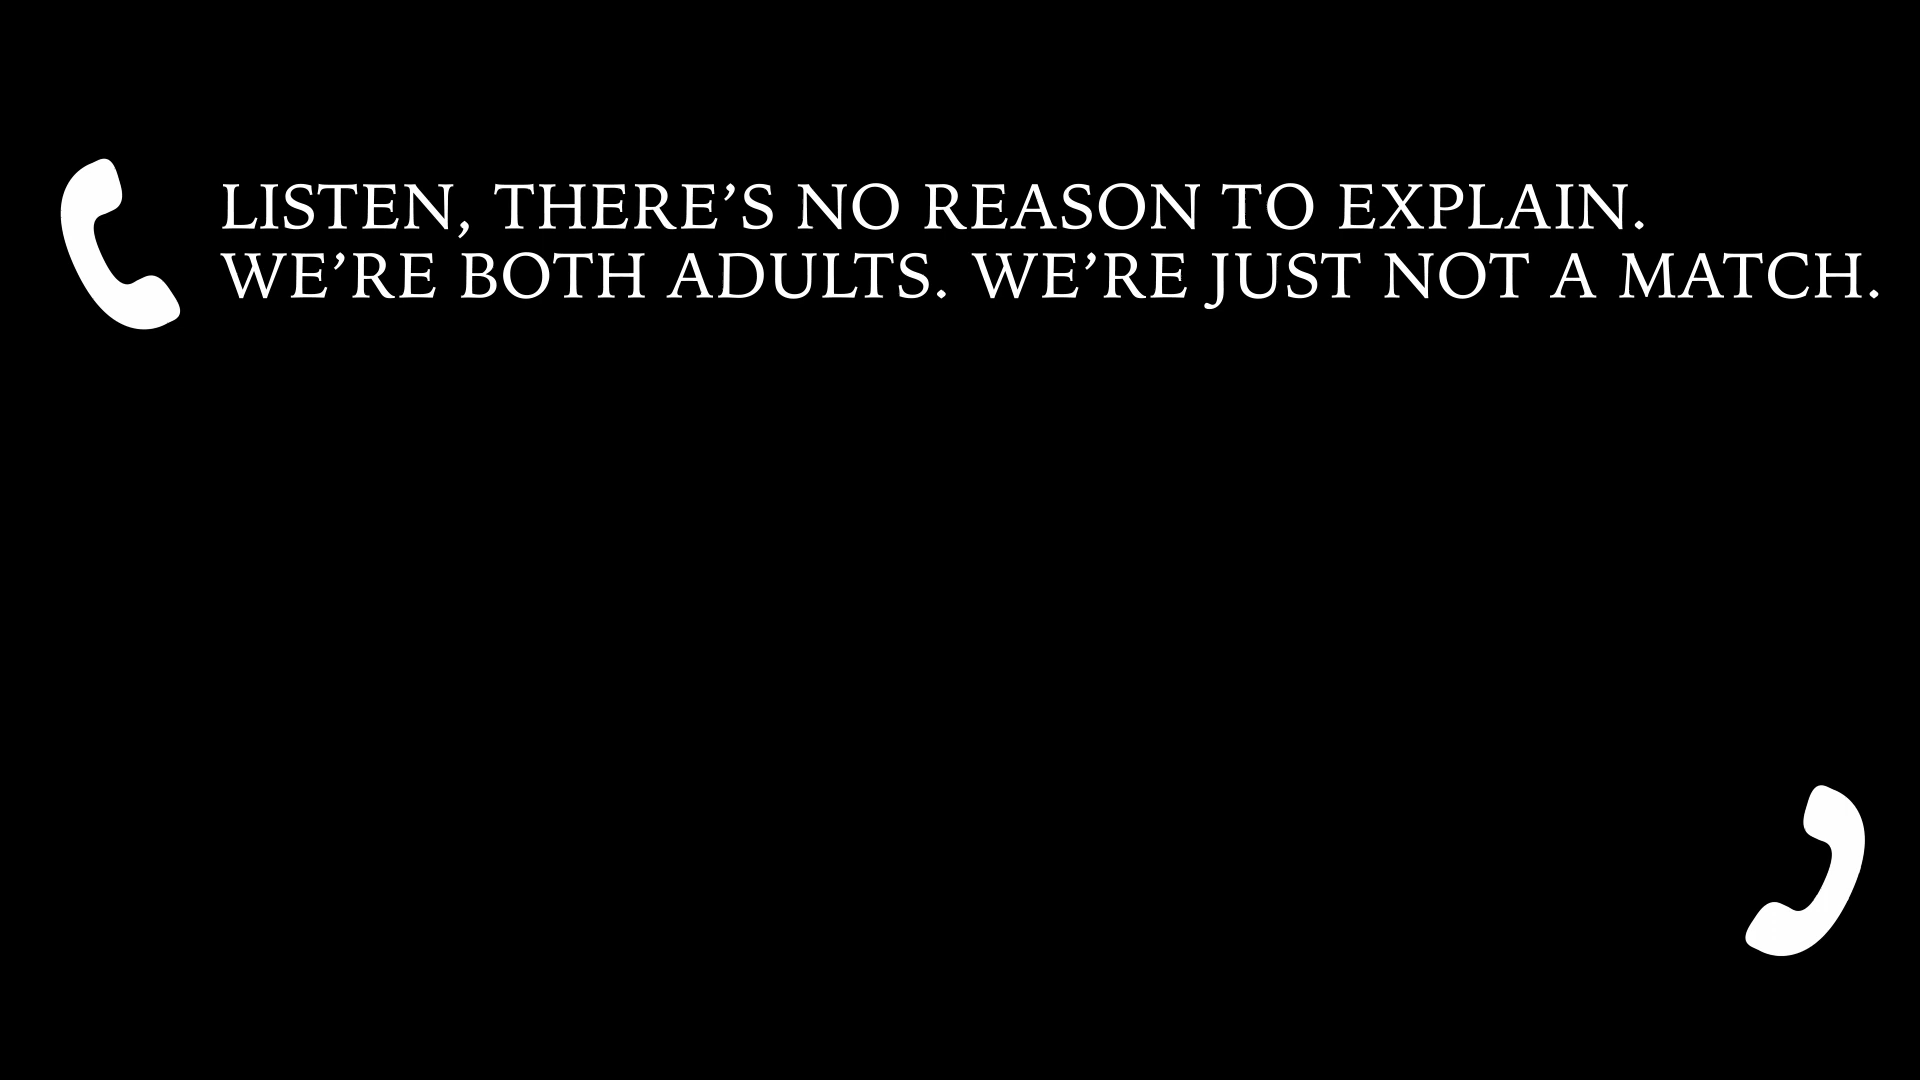 LISTEN, THERE’S NO REASON TO EXPLAIN.
WE’RE BOTH ADULTS. WE’RE JUST NOT A MATCH.